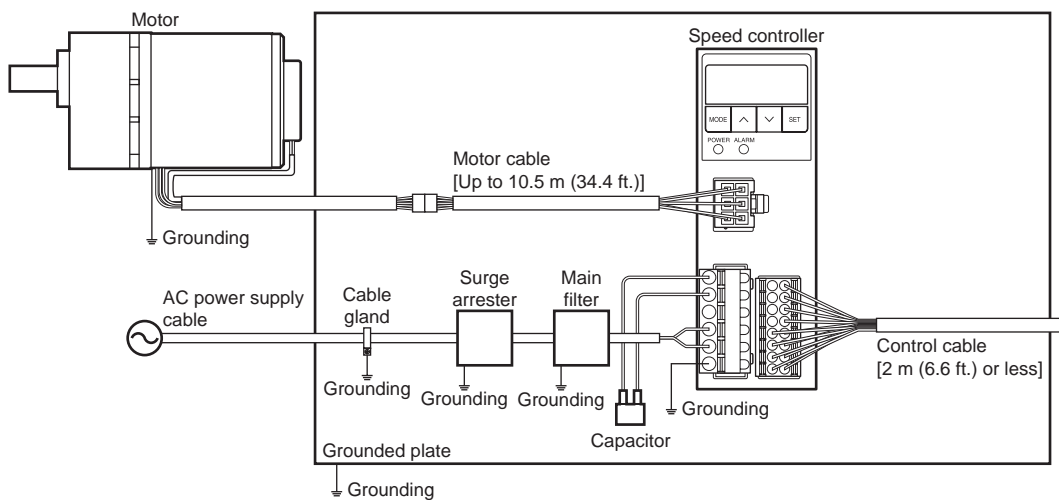 Motor
Speed controller
MODE
SET
POWER ALARM
Motor cable
[Up to 10.5 m (34.4 ft.)]
Grounding
AC power supply
cable
Cable
gland
Surge
arrester
Main
filter
Control cable
[2 m (6.6 ft.) or less]
Grounding
Grounding
Grounding
Grounding
Capacitor
Grounded plate
Grounding